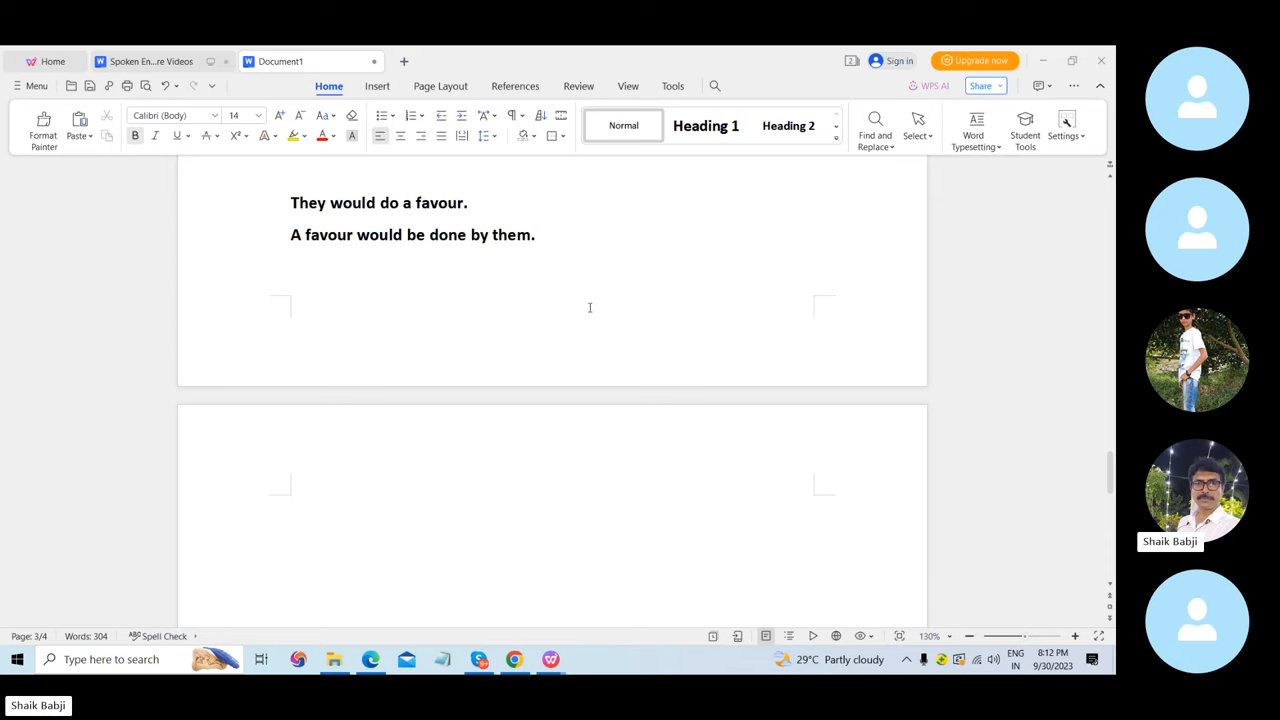 Home
Spoken En...re Videos
Document1
2
Sign in
Upgrade now
Menu
Home
Insert
Page Layout
References
Review
View
Tools
WPS AI
Share
Format Painter
Paste
Calibri (Body)
14
Normal
Heading 1
Heading 2
Find and Replace
Select
Word Typesetting
Student Tools
Settings
They would do a favour.
A favour would be done by them.
Shaik Babji
Page: 3/4
Words: 304
Spell Check
130%
Type here to search
29°C Partly cloudy
ENG
IN
8:12 PM
9/30/2023
Shaik Babji